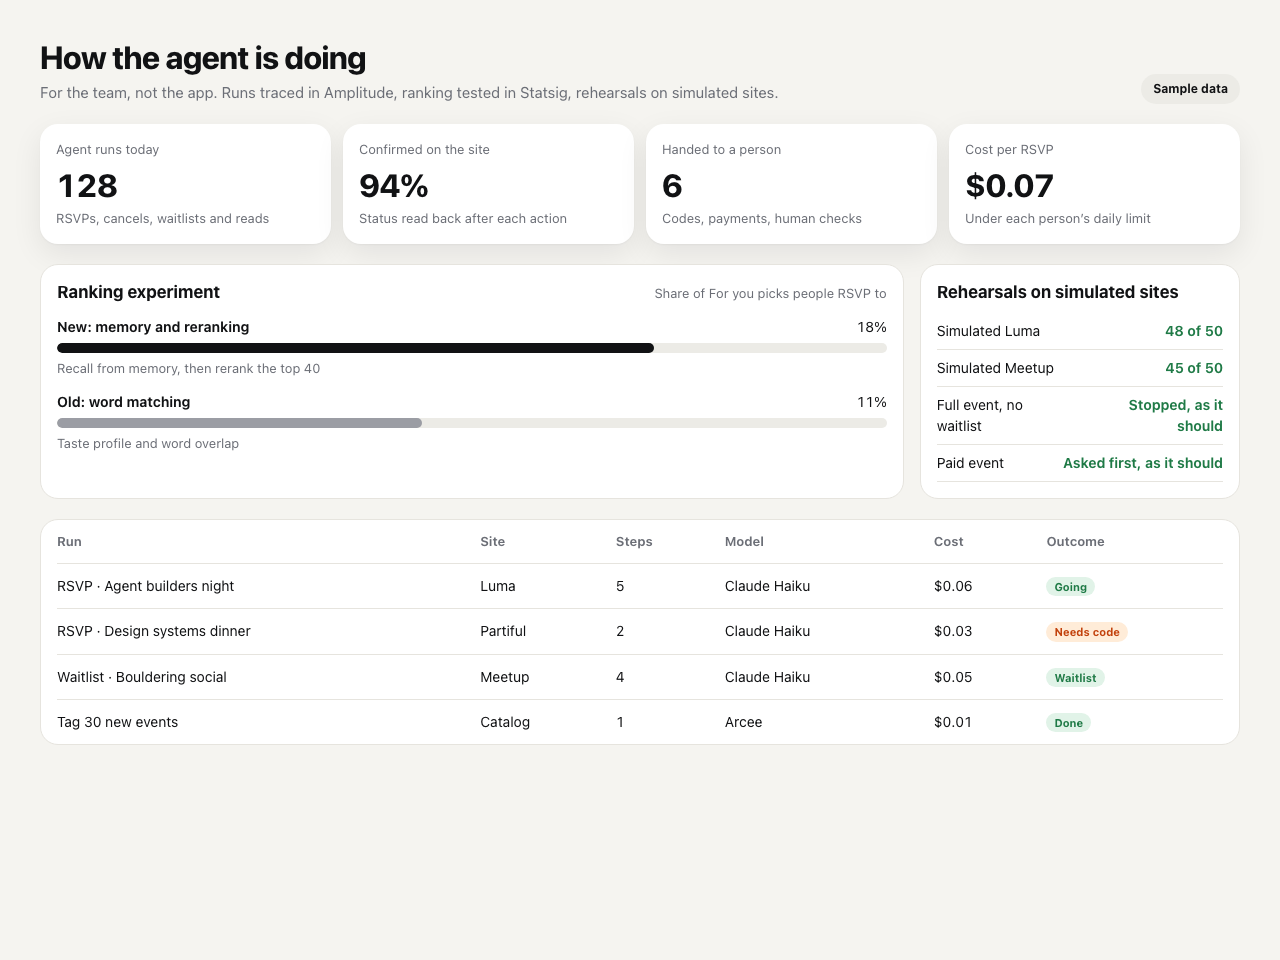 How the agent is doing
For the team, not the app. Runs traced in Amplitude, ranking tested in Statsig, rehearsals on simulated sites.
Sample data
Agent runs today
128
RSVPs, cancels, waitlists and reads
Confirmed on the site
94%
Status read back after each action
Handed to a person
6
Codes, payments, human checks
Cost per RSVP
$0.07
Under each person's daily limit
Ranking experiment
Share of For you picks people RSVP to
New: memory and reranking
18%
Recall from memory, then rerank the top 40
Old: word matching
11%
Taste profile and word overlap
Rehearsals on simulated sites
Simulated Luma 48 of 50
Simulated Meetup 45 of 50
Full event, no waitlist Stopped, as it should
Paid event Asked first, as it should
Run Site Steps Model Cost Outcome
RSVP · Agent builders night Luma 5 Claude Haiku $0.06 Going
RSVP · Design systems dinner Partiful 2 Claude Haiku $0.03 Needs code
Waitlist · Bouldering social Meetup 4 Claude Haiku $0.05 Waitlist
Tag 30 new events Catalog 1 Arcee $0.01 Done